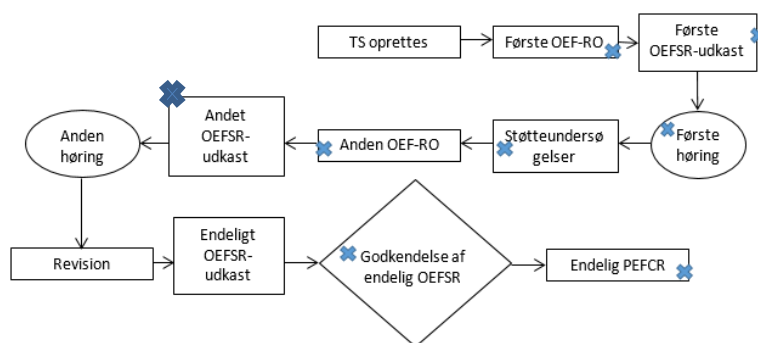 TS oprettes
Første OEF-RO
Første
OEFSR-udkast
Første
høring
Støtteundersø
gelser
Anden OEF-RO
Andet
OEFSR-
udkast
Anden
høring
Revision
Endeligt
OEFSR-
udkast
Godkendelse af
endelig OEFSR
Endelig PEFCR